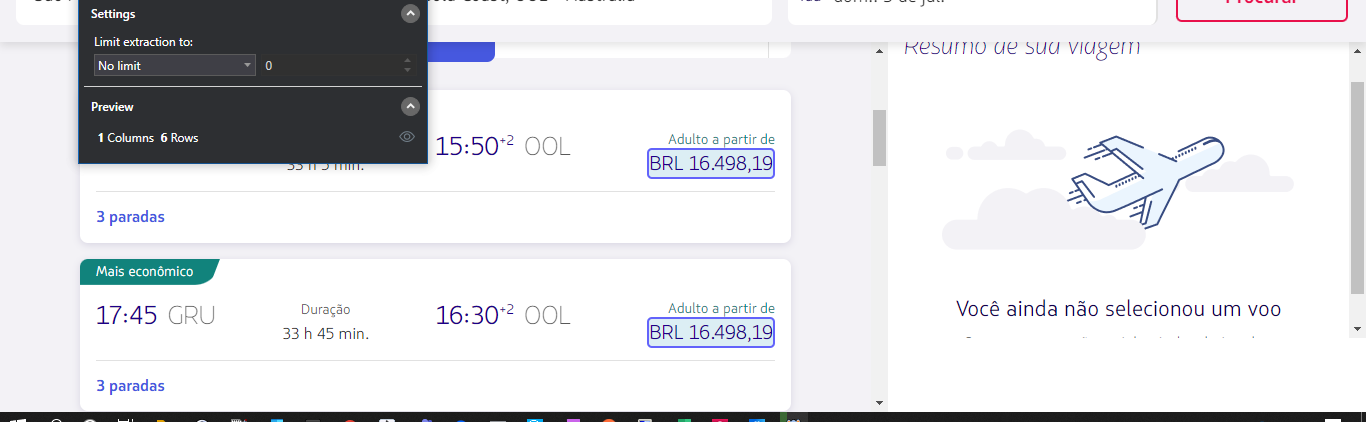 Settings
Limit extraction to:
No limit
0
Preview
1 Columns 6 Rows
Procurar
Resumo de sua viagem
15:50+2 OOL
Adulto a partir de
BRL 16.498,19
33 h 5 min.
3 paradas
Mais econômico
17:45 GRU
Duração
33 h 45 min.
16:30+2 OOL
Adulto a partir de
BRL 16.498,19
3 paradas
Você ainda não selecionou um voo